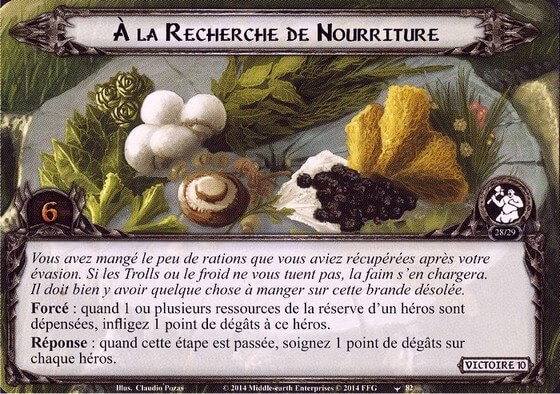 À la Recherche de Nourriture
6
28/29
Vous avez mangé le peu de rations que vous aviez récupérées après votre
évasion. Si les Trolls ou le froid ne vous tuent pas, la faim s'en chargera.
Il doit bien y avoir quelque chose à manger sur cette brande désolée.
Forcé : quand 1 ou plusieurs ressources de la réserve d'un héros sont
dépensées, infligez 1 point de dégâts à ce héros.
Réponse : quand cette étape est passée, soignez 1 point de dégâts sur
chaque héros.
VICTOIRE 10
Illus. Claudio Pozas © 2014 Middle-earth Enterprises © 2014 FFG 82